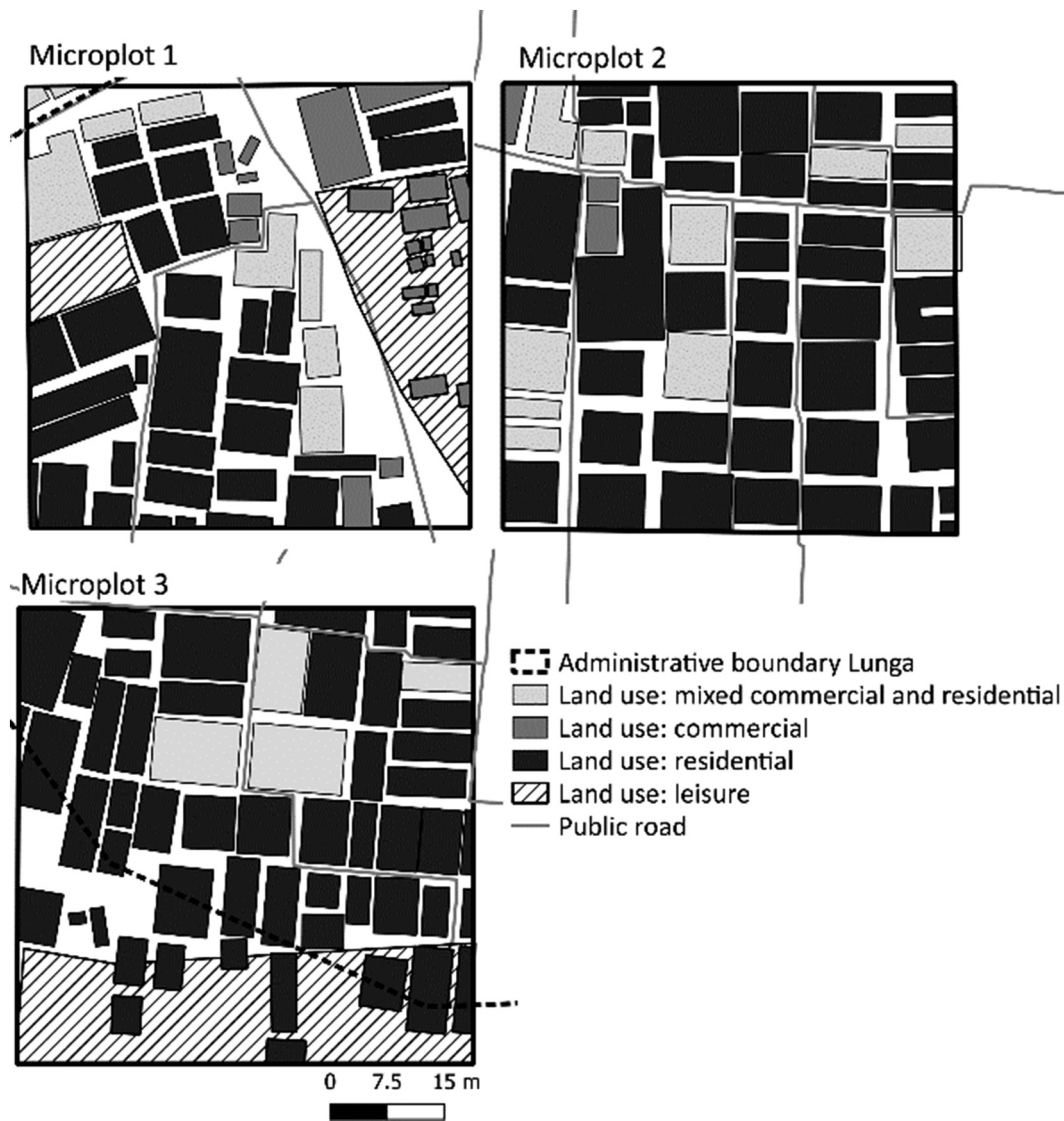 Microplot 1
Microplot 2
Microplot 3
Administrative boundary Lunga
Land use: mixed commercial and residential
Land use: commercial
Land use: residential
Land use: leisure
Public road
0 7.5 15 m